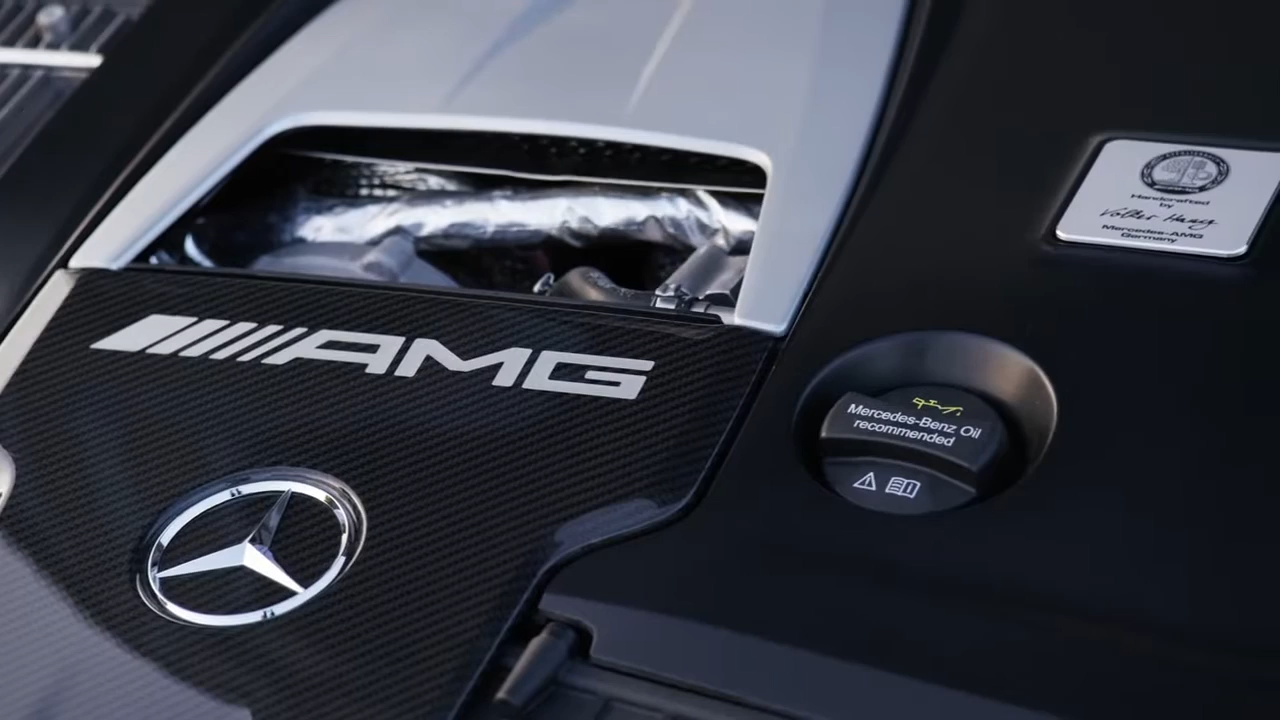 AMG
Handcrafted
by
Mercedes-AMG
Germany
Mercedes-Benz Oil
recommended